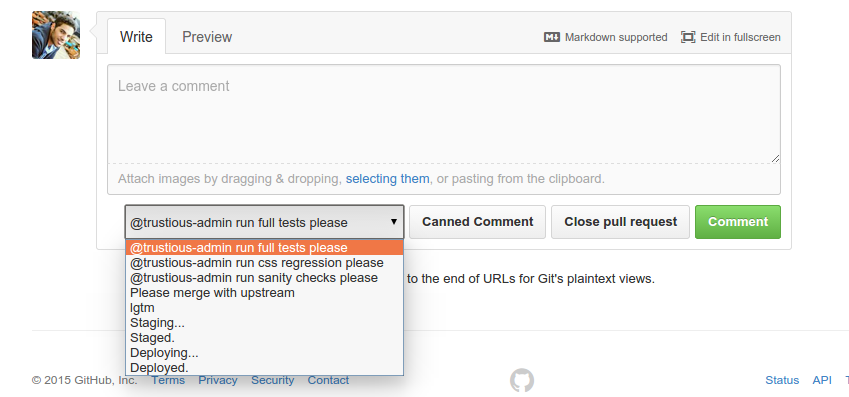 Write Preview Markdown supported Edit in fullscreen
Leave a comment
Attach images by dragging & dropping, selecting them, or pasting from the clipboard.
@trustious-admin run full tests please Canned Comment Close pull request Comment
@trustious-admin run full tests please
@trustious-admin run css regression please
@trustious-admin run sanity checks please to the end of URLs for Git's plaintext views.
Please merge with upstream
lgtm
Staging...
Staged.
Deploying...
Deployed.
© 2015 GitHub, Inc. Terms Privacy Security Contact Status API